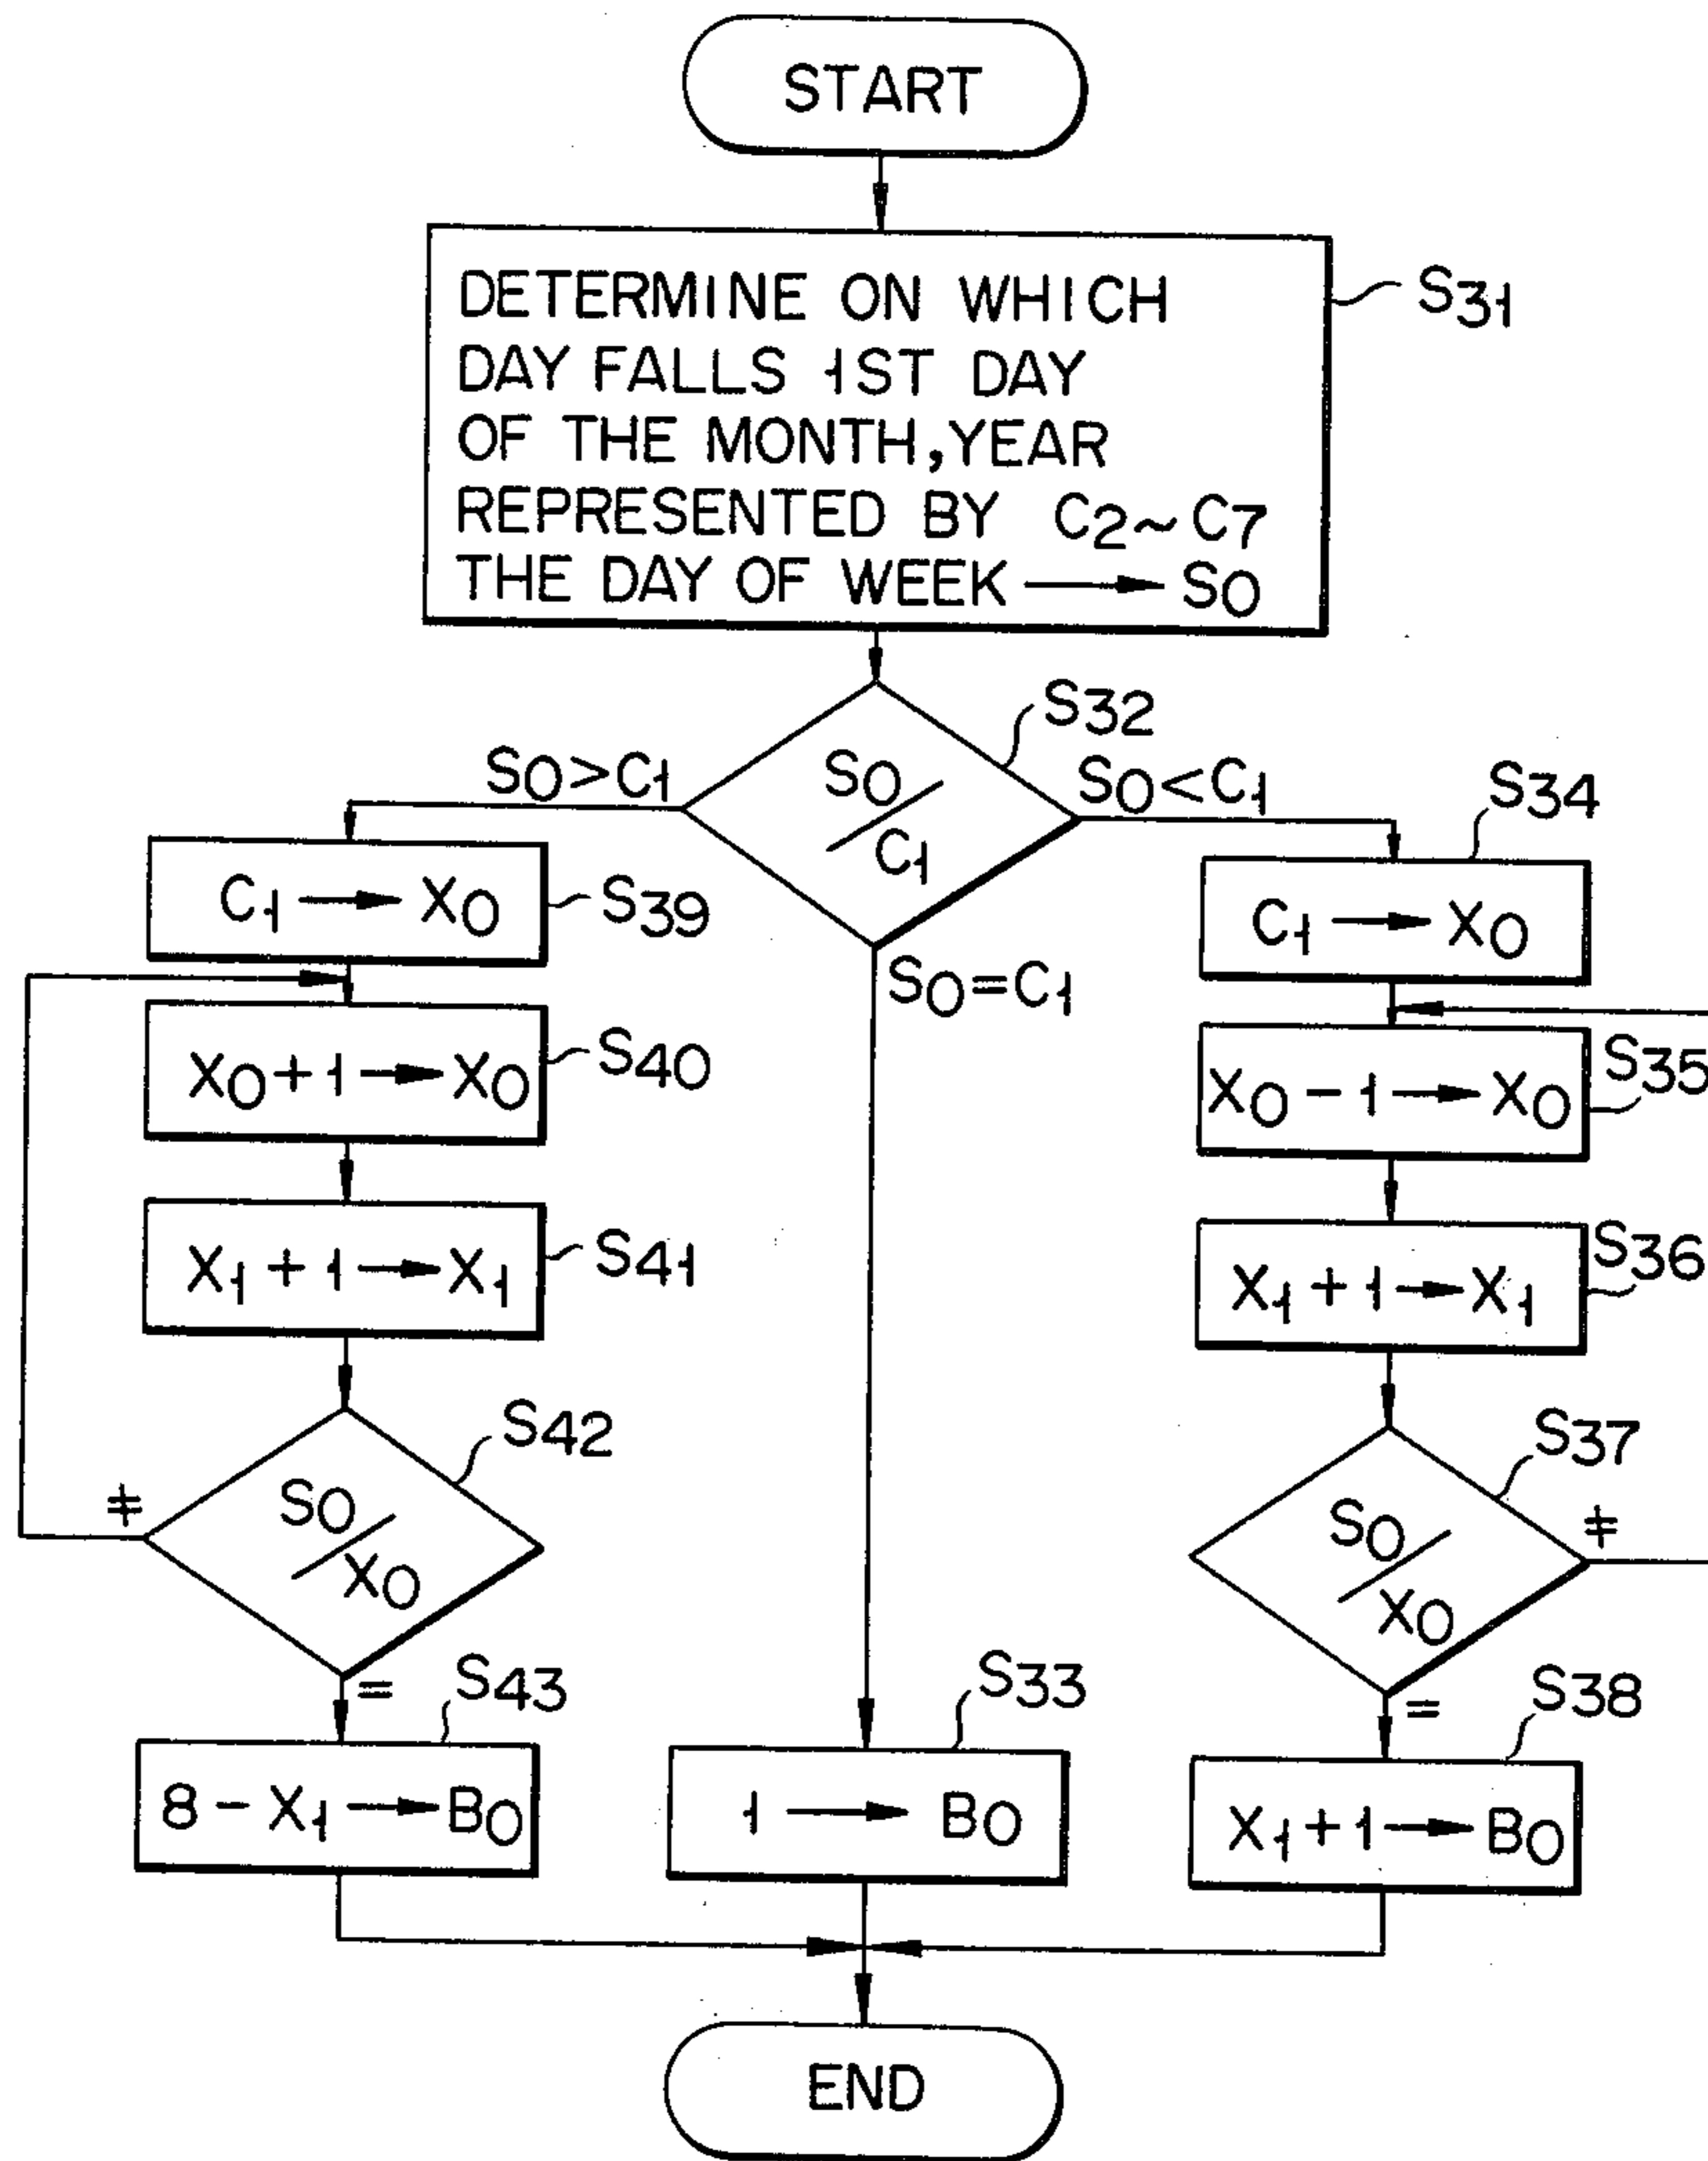 START
DETERMINE ON WHICH
DAY FALLS 1ST DAY
OF THE MONTH, YEAR
REPRESENTED BY C2~C7
THE DAY OF WEEK → S0
S31
S32
S0>C1
S0/C1
S0<C1
S0=C1
S34
C1→X0
S39
C1→X0
X0+1→X0
S40
X0-1→X0
S35
X1+1→X1
S41
X1+1→X1
S36
S42
S0/X0
≠
=
S37
S0/X0
≠
=
S43
8-X1→B0
S33
1→B0
S38
X1+1→B0
END